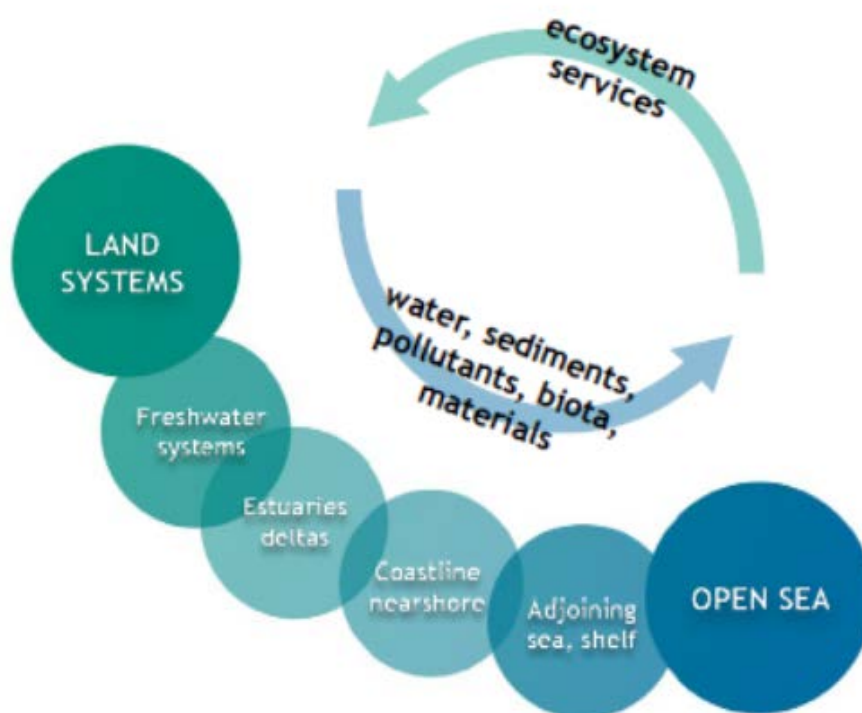 ecosystem
services
LAND
SYSTEMS
water, sediments,
pollutants, biota,
materials
Freshwater
systems
Estuaries
deltas
Coastline
nearshore
Adjoining
sea, shelf
OPEN SEA